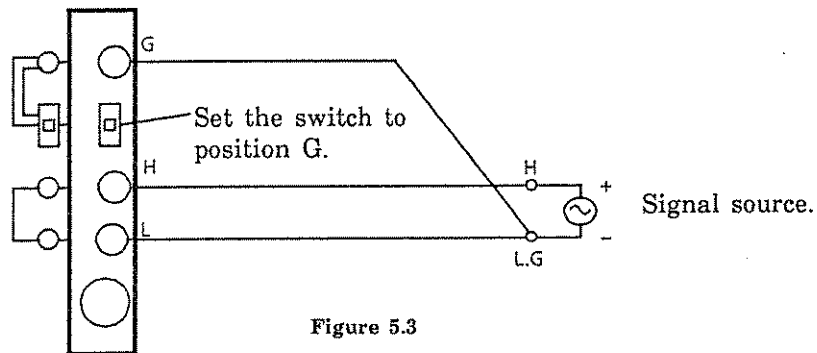 G
Set the switch to
position G.
H
H
+
Signal source.
L
−
L.G
Figure 5.3